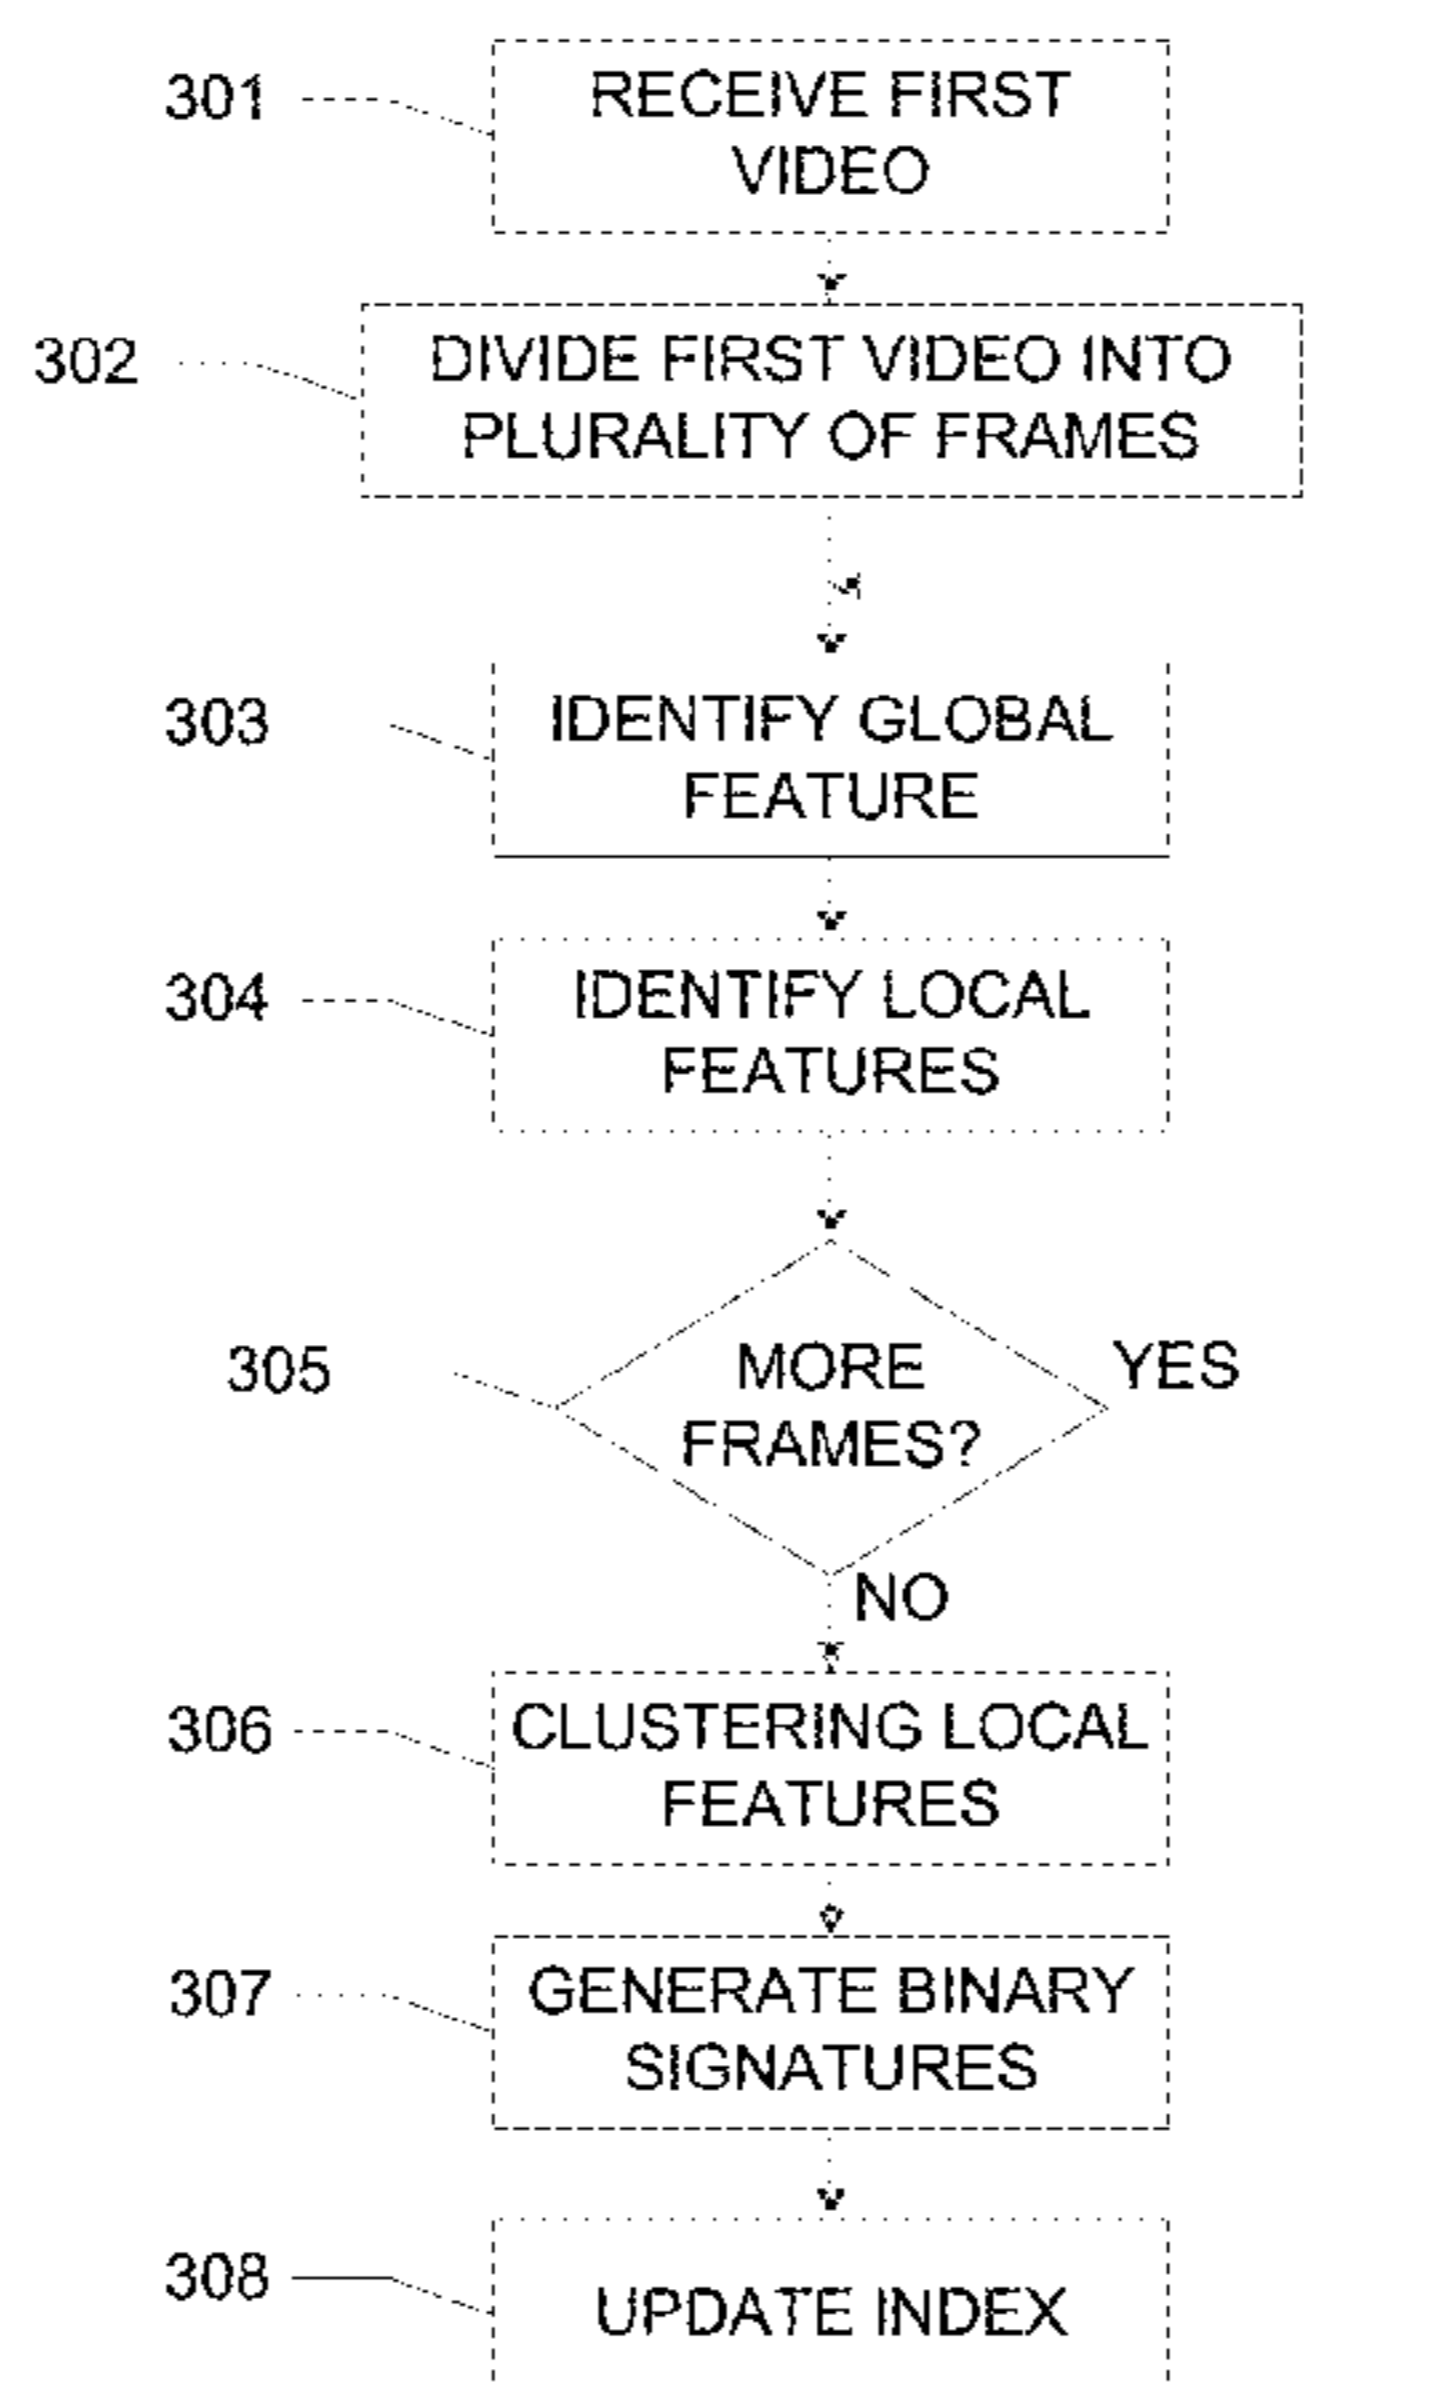 301
RECEIVE FIRST
VIDEO
302
DIVIDE FIRST VIDEO INTO
PLURALITY OF FRAMES
303
IDENTIFY GLOBAL
FEATURE
304
IDENTIFY LOCAL
FEATURES
305
MORE
FRAMES?
YES
NO
306
CLUSTERING LOCAL
FEATURES
307
GENERATE BINARY
SIGNATURES
308
UPDATE INDEX